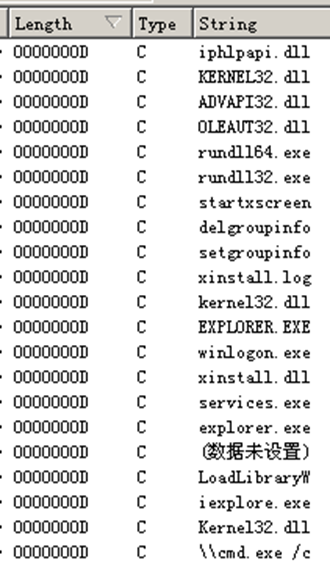 Length Type String
0000000D C iphlpapi.dll
0000000D C KERNEL32.dll
0000000D C ADVAPI32.dll
0000000D C OLEAUT32.dll
0000000D C rundll64.exe
0000000D C rundll32.exe
0000000D C startxscreen
0000000D C delgroupinfo
0000000D C setgroupinfo
0000000D C xinstall.log
0000000D C kernel32.dll
0000000D C EXPLORER.EXE
0000000D C winlogon.exe
0000000D C xinstall.dll
0000000D C services.exe
0000000D C explorer.exe
0000000D C (数据未设置)
0000000D C LoadLibraryW
0000000D C iexplore.exe
0000000D C Kernel32.dll
0000000D C \\cmd.exe /c